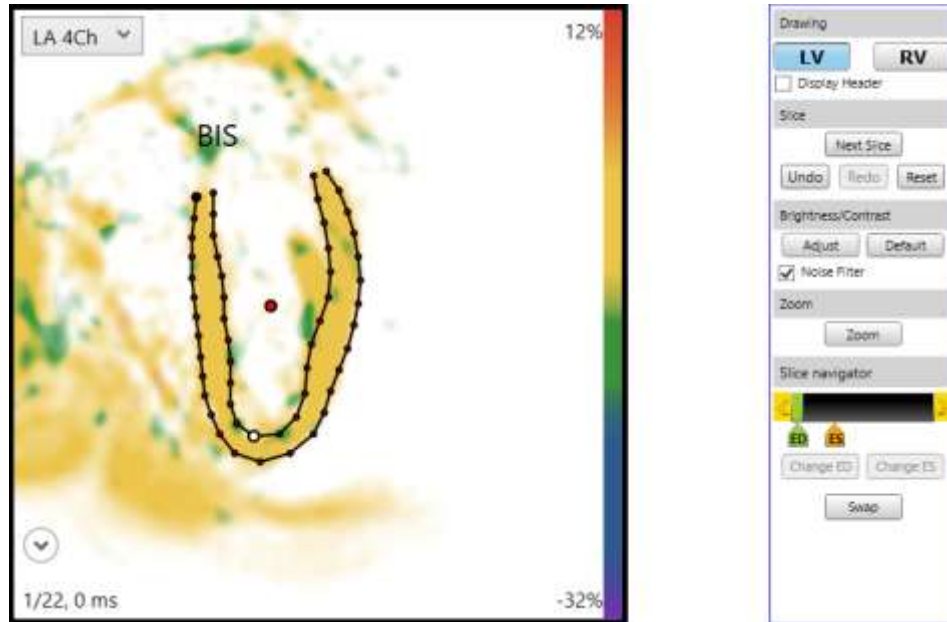 LA 4Ch
12%
BIS
1/22, 0 ms
-32%
Drawing
LV RV
Display Header
Slice
Next Slice
Undo Redo Reset
Brightness/Contrast
Adjust Default
Noise Filter
Zoom
Zoom
Slice navigator
ED ES
Change ED Change ES
Swap